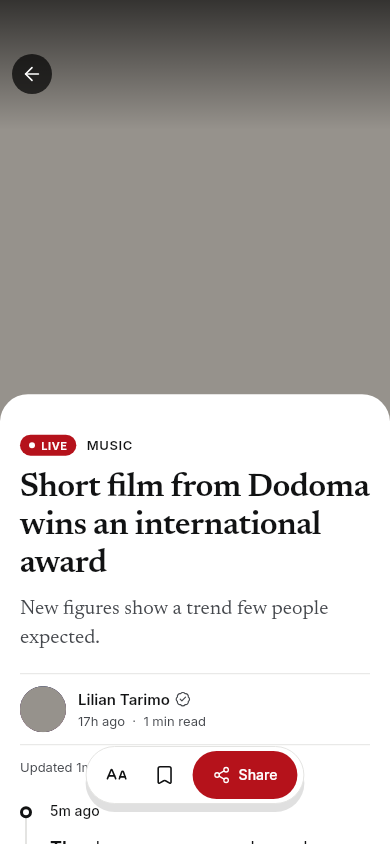 LIVE MUSIC
Short film from Dodoma
wins an international
award
New figures show a trend few people
expected.
Lilian Tarimo
17h ago · 1 min read
Updated
AA
Share
5m ago